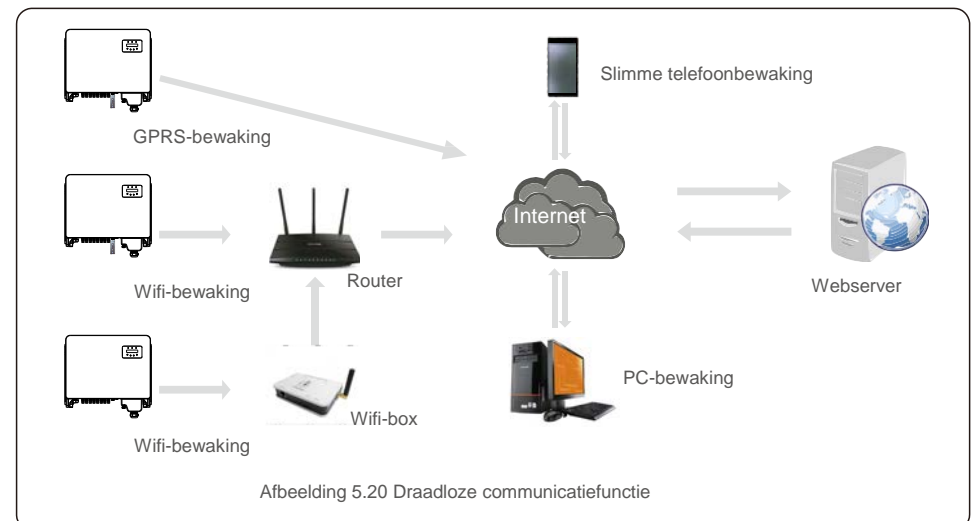 Slimme telefoonbewaking
GPRS-bewaking
Internet
Wifi-bewaking
Router
Webserver
PC-bewaking
Wifi-box
Wifi-bewaking
Afbeelding 5.20 Draadloze communicatiefunctie